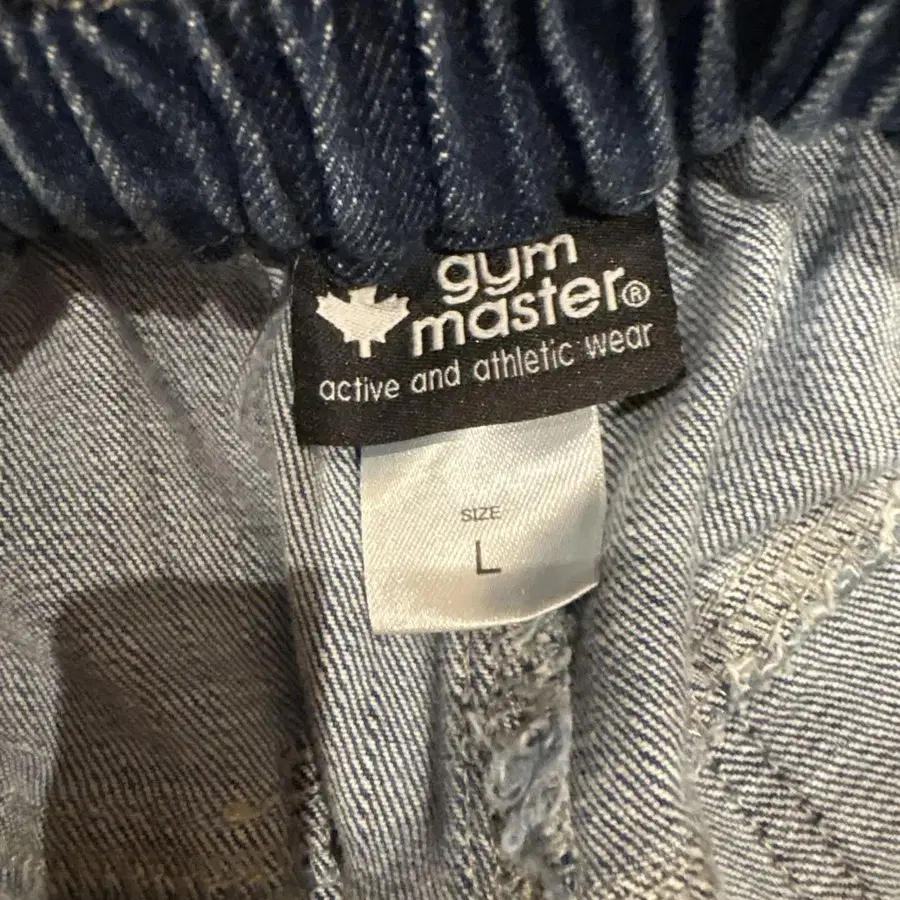 gym
master®
active and athletic wear
SIZE
L